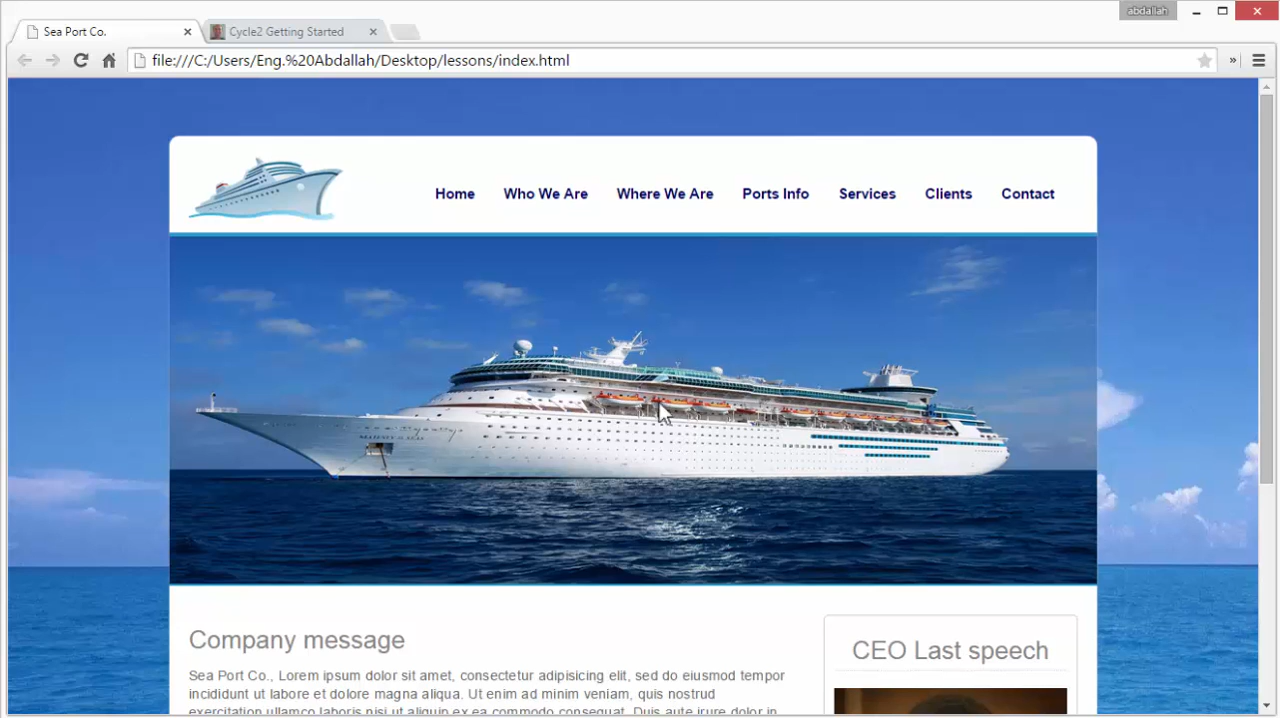 abdallah
Sea Port Co.
Cycle2 Getting Started
file:///C:/Users/Eng.%20Abdallah/Desktop/lessons/index.html
»
Home Who We Are Where We Are Ports Info Services Clients Contact
Company message
Sea Port Co., Lorem ipsum dolor sit amet, consectetur adipisicing elit, sed do eiusmod tempor
incididunt ut labore et dolore magna aliqua. Ut enim ad minim veniam, quis nostrud
exercitation ullamco laboris nisi ut aliquip ex ea commodo consequat. Duis aute irure dolor in
CEO Last speech